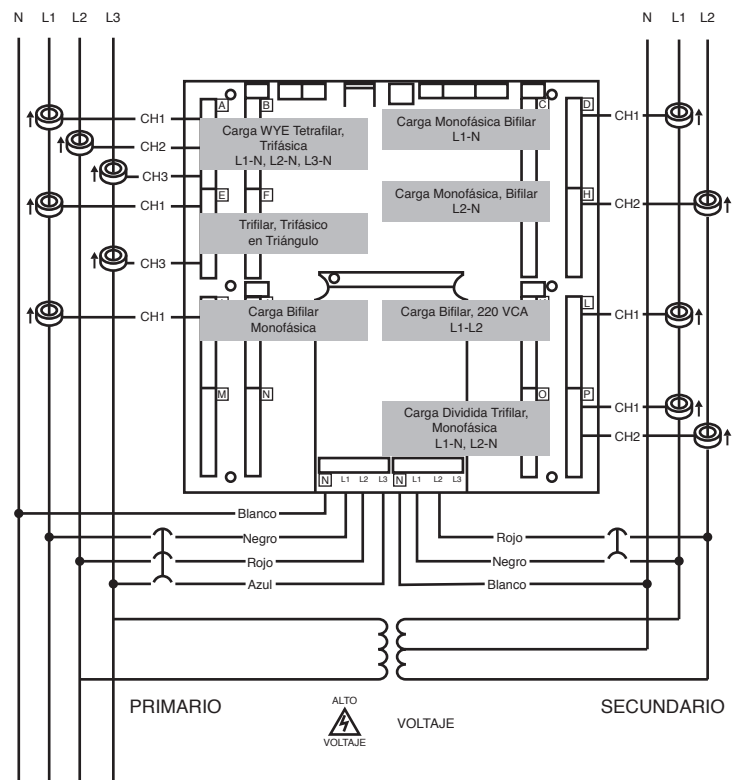 N L1 L2 L3
N L1 L2
A B C D
CH1
CH2
CH3
Carga WYE Tetrafilar,
Trifásica
L1-N, L2-N, L3-N
Carga Monofásica Bifilar
L1-N
CH1
E F
CH1
Trifilar, Trifásico
en Triángulo
CH3
Carga Monofásica, Bifilar
L2-N
H
CH2
CH1
Carga Bifilar
Monofásica
Carga Bifilar, 220 VCA
L1-L2
L
CH1
M N
O P
Carga Dividida Trifilar,
Monofásica
L1-N, L2-N
CH1
CH2
N L1 L2 L3 N L1 L2 L3
Blanco
Negro
Rojo
Azul
Rojo
Negro
Blanco
PRIMARIO
ALTO
VOLTAJE
VOLTAJE
SECUNDARIO